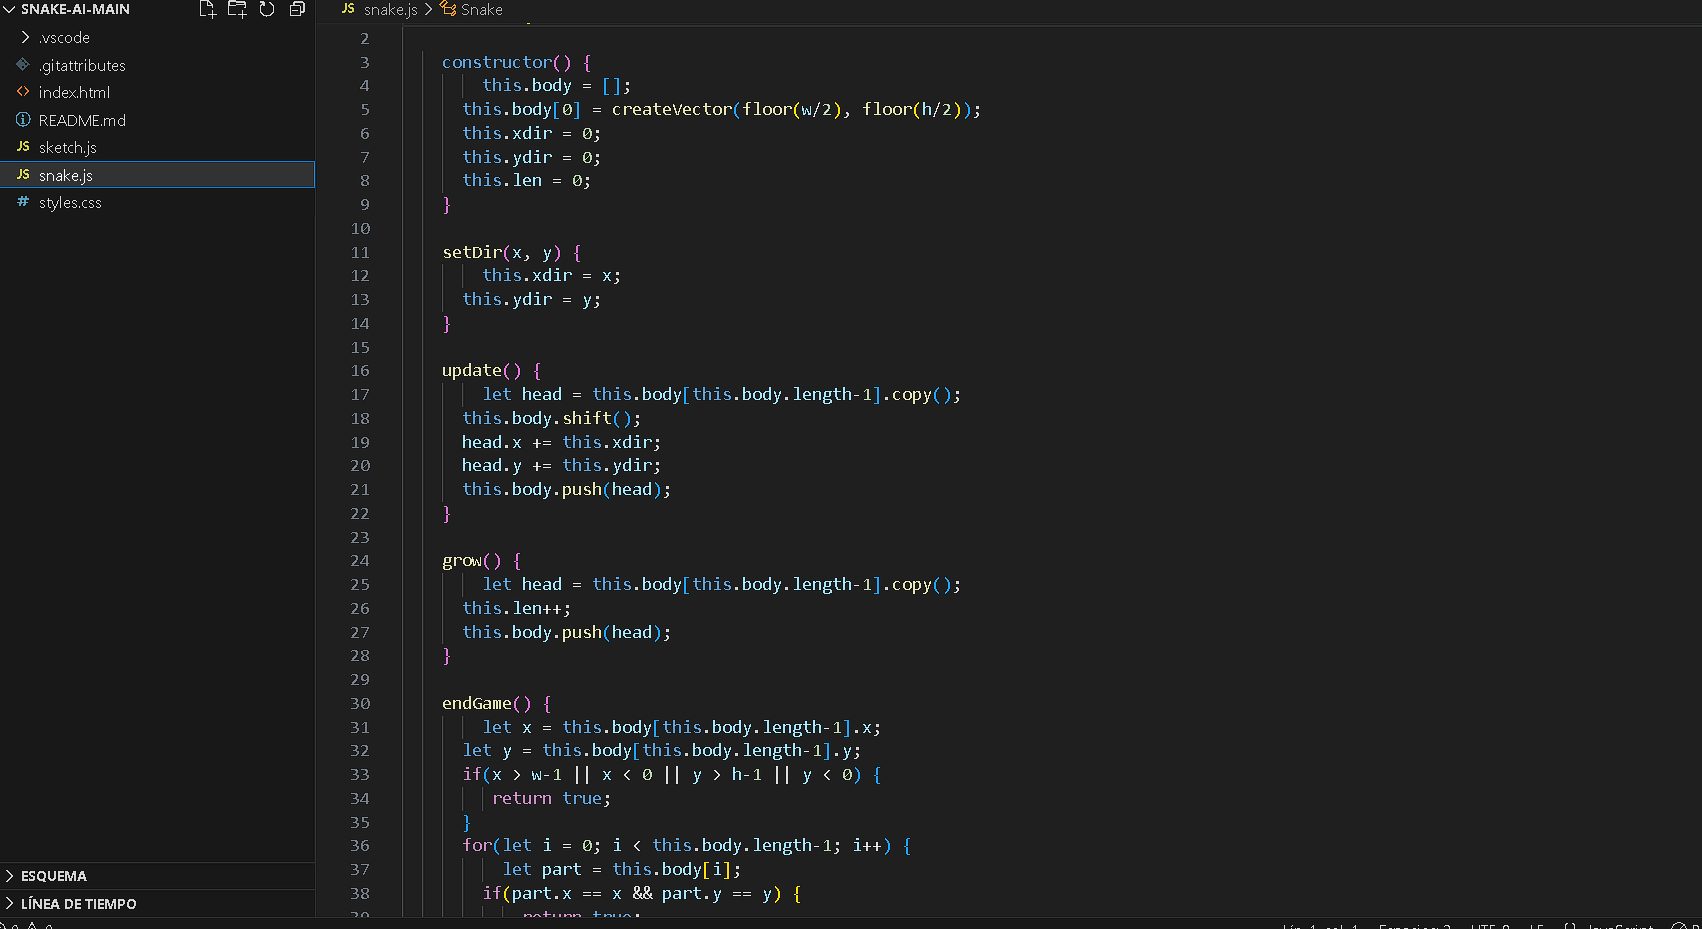 SNAKE-AI-MAIN
.vscode
.gitattributes
index.html
README.md
JS sketch.js
JS snake.js
# styles.css
ESQUEMA
LÍNEA DE TIEMPO
JS snake.js > Snake
2
3 constructor() {
4 this.body = [];
5 this.body[0] = createVector(floor(w/2), floor(h/2));
6 this.xdir = 0;
7 this.ydir = 0;
8 this.len = 0;
9 }
10
11 setDir(x, y) {
12 this.xdir = x;
13 this.ydir = y;
14 }
15
16 update() {
17 let head = this.body[this.body.length-1].copy();
18 this.body.shift();
19 head.x += this.xdir;
20 head.y += this.ydir;
21 this.body.push(head);
22 }
23
24 grow() {
25 let head = this.body[this.body.length-1].copy();
26 this.len++;
27 this.body.push(head);
28 }
29
30 endGame() {
31 let x = this.body[this.body.length-1].x;
32 let y = this.body[this.body.length-1].y;
33 if(x > w-1 || x < 0 || y > h-1 || y < 0) {
34 return true;
35 }
36 for(let i = 0; i < this.body.length-1; i++) {
37 let part = this.body[i];
38 if(part.x == x && part.y == y) {
39 return true;